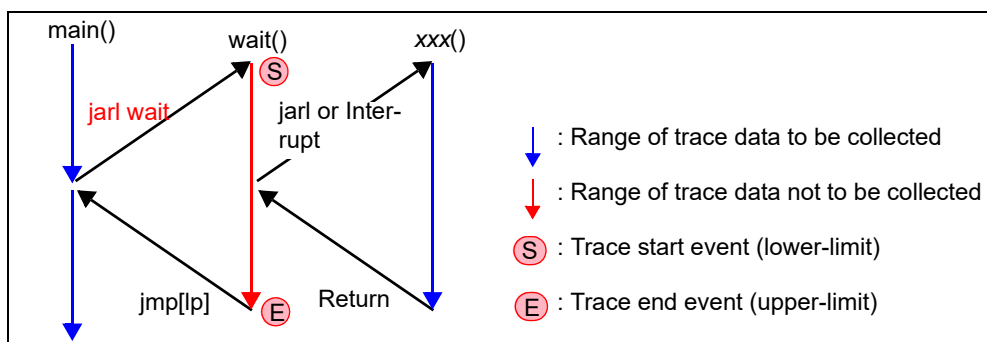 main()
wait()
xxx()
S
jarl wait
jarl or Inter-
rupt
jmp[lp]
E
Return
: Range of trace data to be collected
: Range of trace data not to be collected
S : Trace start event (lower-limit)
E : Trace end event (upper-limit)